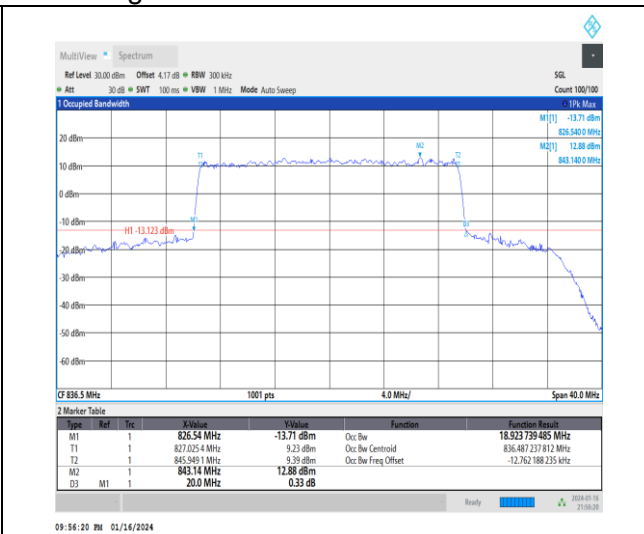 MultiView Spectrum
Ref Level 30.00 dBm Offset 4.17 dB RBW 300 kHz SGL
Att 30 dB SWT 100 ms VBW 1 MHz Mode Auto Sweep Count 100/100
1 Occupied Bandwidth 1Pk Max
M1[1] -13.71 dBm
826.540 0 MHz
20 dBm
M2[1] 12.88 dBm
843.140 0 MHz
M2
T1 T2
10 dBm
0 dBm
-10 dBm
M1
H1 -13.123 dBm
D3
-20 dBm
-30 dBm
-40 dBm
-50 dBm
-60 dBm
CF 836.5 MHz 1001 pts 4.0 MHz/ Span 40.0 MHz
2 Marker Table
Type Ref Trc X-Value Y-Value Function Function Result
M1 1 826.54 MHz -13.71 dBm Occ Bw 18.923 739 485 MHz
T1 1 827.025 4 MHz 9.23 dBm Occ Bw Centroid 836.487 237 812 MHz
T2 1 845.949 1 MHz 9.39 dBm Occ Bw Freq Offset -12.762 188 235 kHz
M2 1 843.14 MHz 12.88 dBm
D3 M1 1 20.0 MHz 0.33 dB
Ready 2024-01-16
21:56:20
09:56:20 PM 01/16/2024